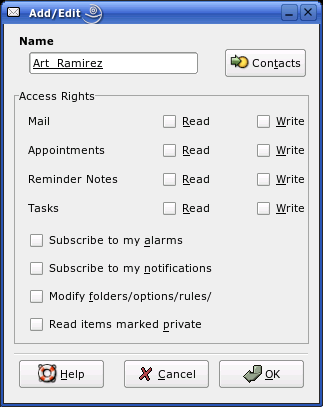 Add/Edit
Name
Art Ramirez
Contacts
Access Rights
Mail Read Write
Appointments Read Write
Reminder Notes Read Write
Tasks Read Write
Subscribe to my alarms
Subscribe to my notifications
Modify folders/options/rules/
Read items marked private
Help Cancel OK